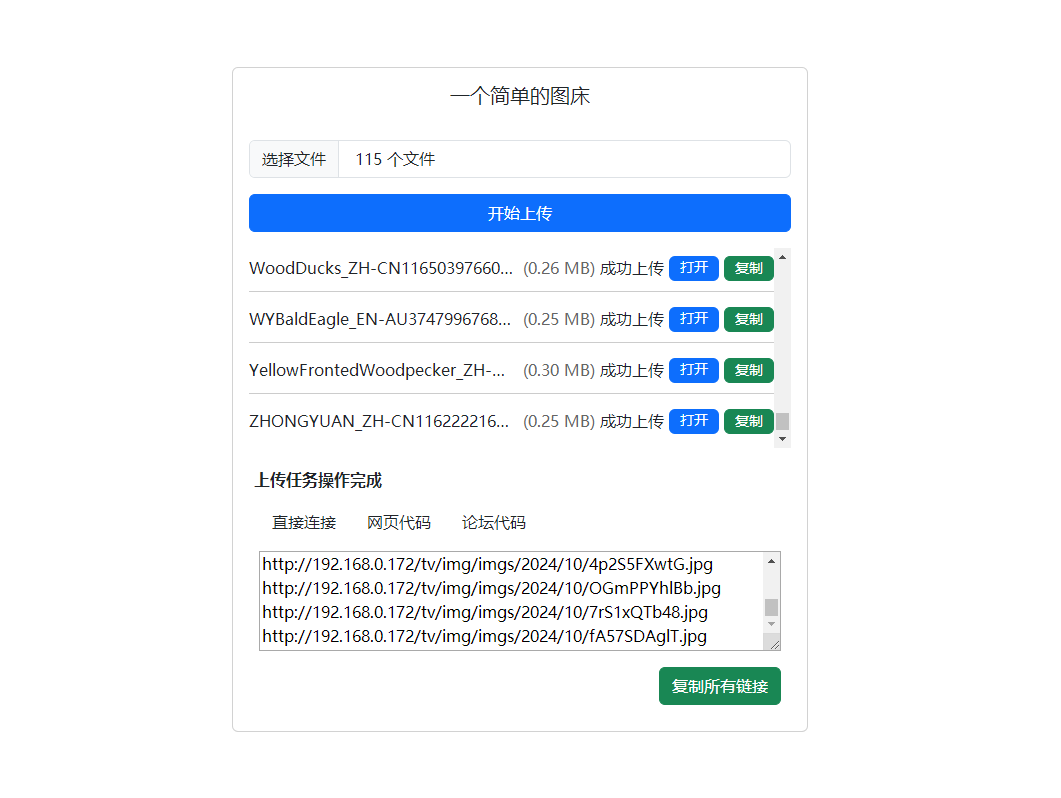 一个简单的图床
选择文件 115 个文件
开始上传
WoodDucks_ZH-CN11650397660... (0.26 MB) 成功上传 打开 复制
WYBaldEagle_EN-AU3747996768... (0.25 MB) 成功上传 打开 复制
YellowFrontedWoodpecker_ZH-... (0.30 MB) 成功上传 打开 复制
ZHONGYUAN_ZH-CN116222216... (0.25 MB) 成功上传 打开 复制
上传任务操作完成
直接连接 网页代码 论坛代码
http://192.168.0.172/tv/img/imgs/2024/10/4p2S5FXwtG.jpg
http://192.168.0.172/tv/img/imgs/2024/10/OGmPPYhlBb.jpg
http://192.168.0.172/tv/img/imgs/2024/10/7rS1xQTb48.jpg
http://192.168.0.172/tv/img/imgs/2024/10/fA57SDAglT.jpg
复制所有链接